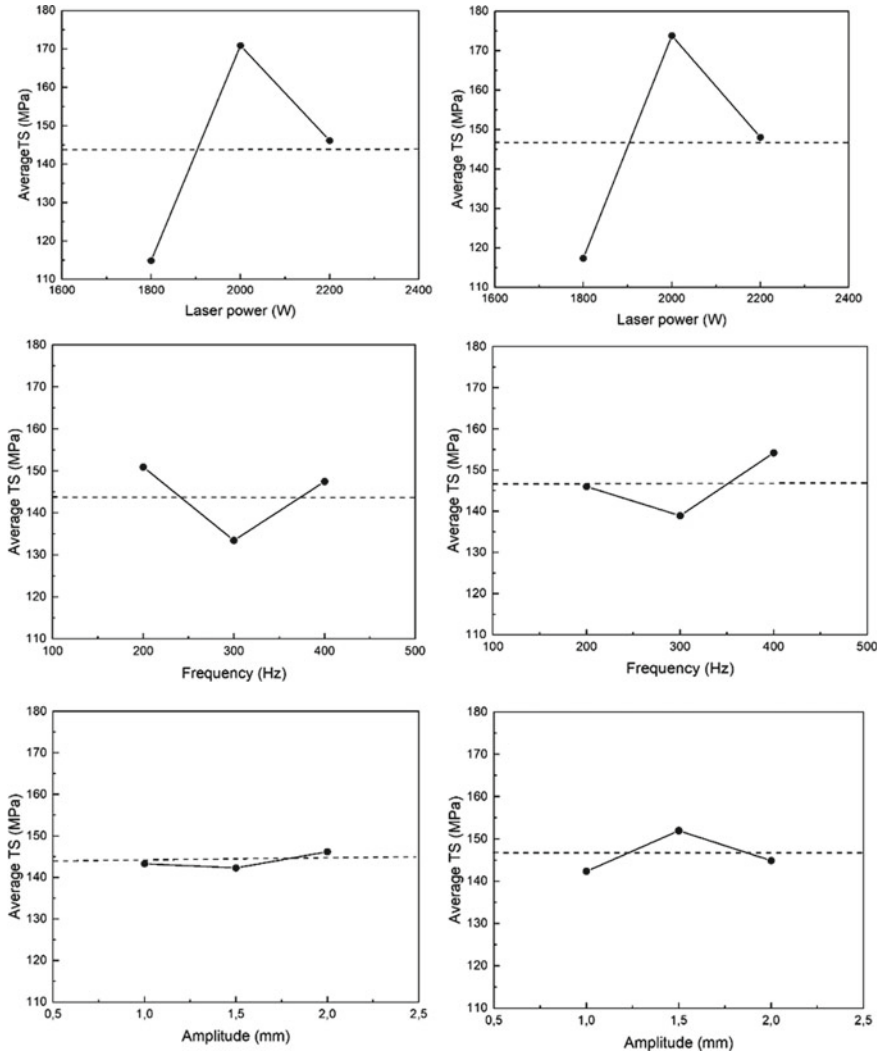 180
170
160
150
140
130
120
110
AverageTS (MPa)
1600 1800 2000 2200 2400
Laser power (W)
180
170
160
150
140
130
120
110
Average TS (MPa)
1600 1800 2000 2200 2400
Laser power (W)
180
170
160
150
140
130
120
110
Average TS (MPa)
100 200 300 400 500
Frequency (Hz)
180
170
160
150
140
130
120
110
Average TS (MPa)
100 200 300 400 500
Frequency (Hz)
180
170
160
150
140
130
120
110
Average TS (MPa)
0,5 1,0 1,5 2,0 2,5
Amplitude (mm)
180
170
160
150
140
130
120
110
Average TS (MPa)
0,5 1,0 1,5 2,0 2,5
Amplitude (mm)